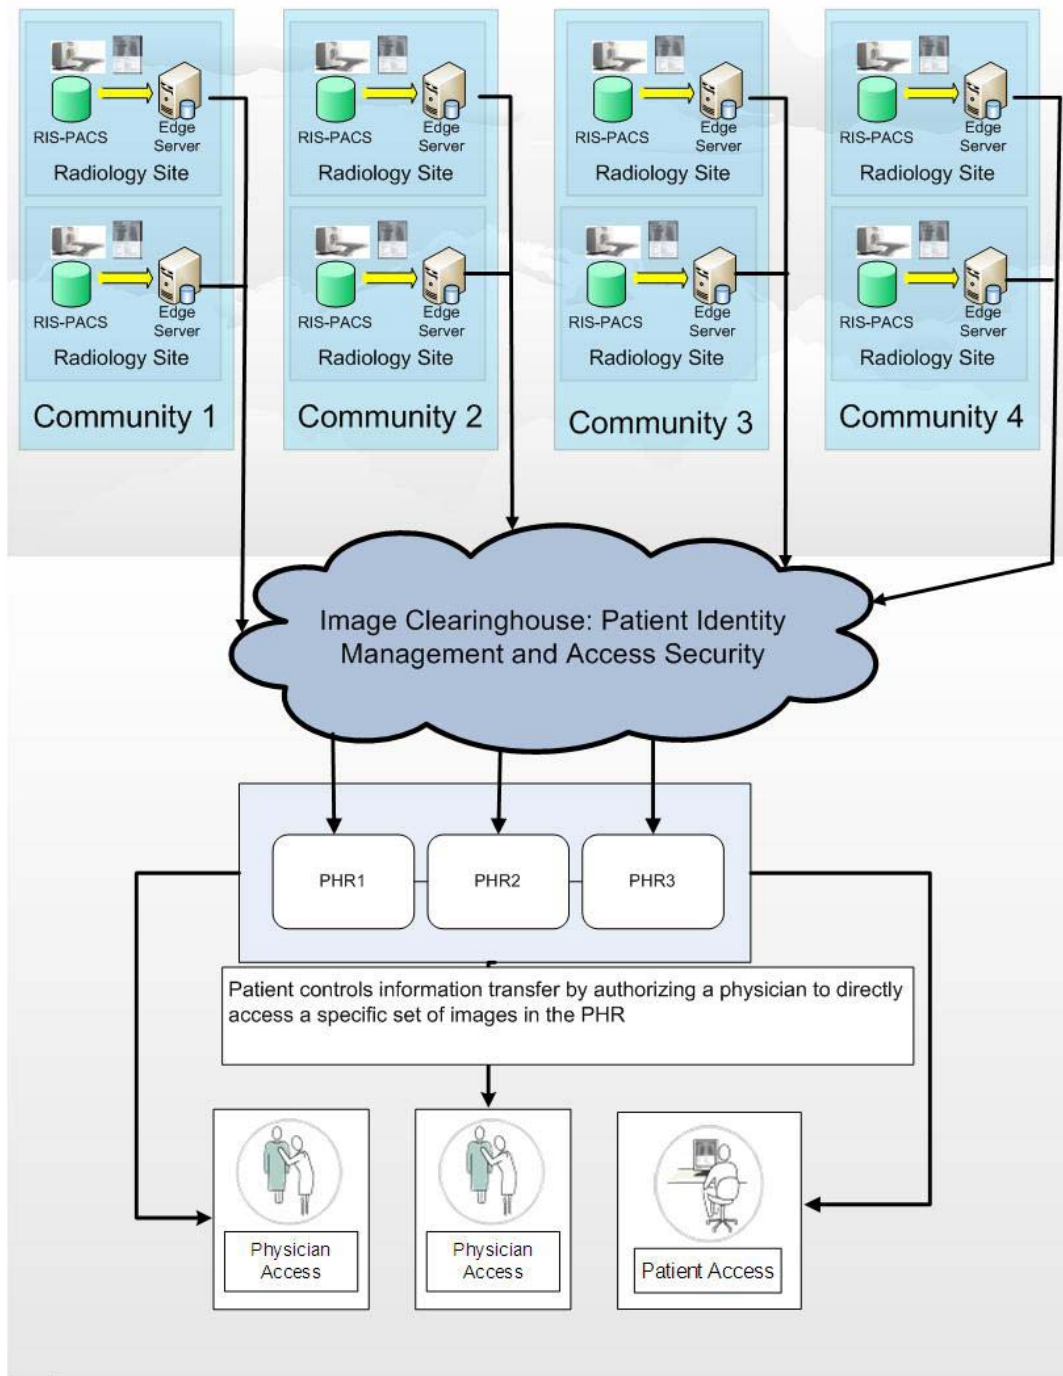 RIS-PACS
Edge
Server
Radiology Site
RIS-PACS
Edge
Server
Radiology Site
Community 1
RIS-PACS
Edge
Server
Radiology Site
RIS-PACS
Edge
Server
Radiology Site
Community 2
RIS-PACS
Edge
Server
Radiology Site
RIS-PACS
Edge
Server
Radiology Site
Community 3
RIS-PACS
Edge
Server
Radiology Site
RIS-PACS
Edge
Server
Radiology Site
Community 4
Image Clearinghouse: Patient Identity
Management and Access Security
PHR1
PHR2
PHR3
Patient controls information transfer by authorizing a physician to directly
access a specific set of images in the PHR
Physician
Access
Physician
Access
Patient Access